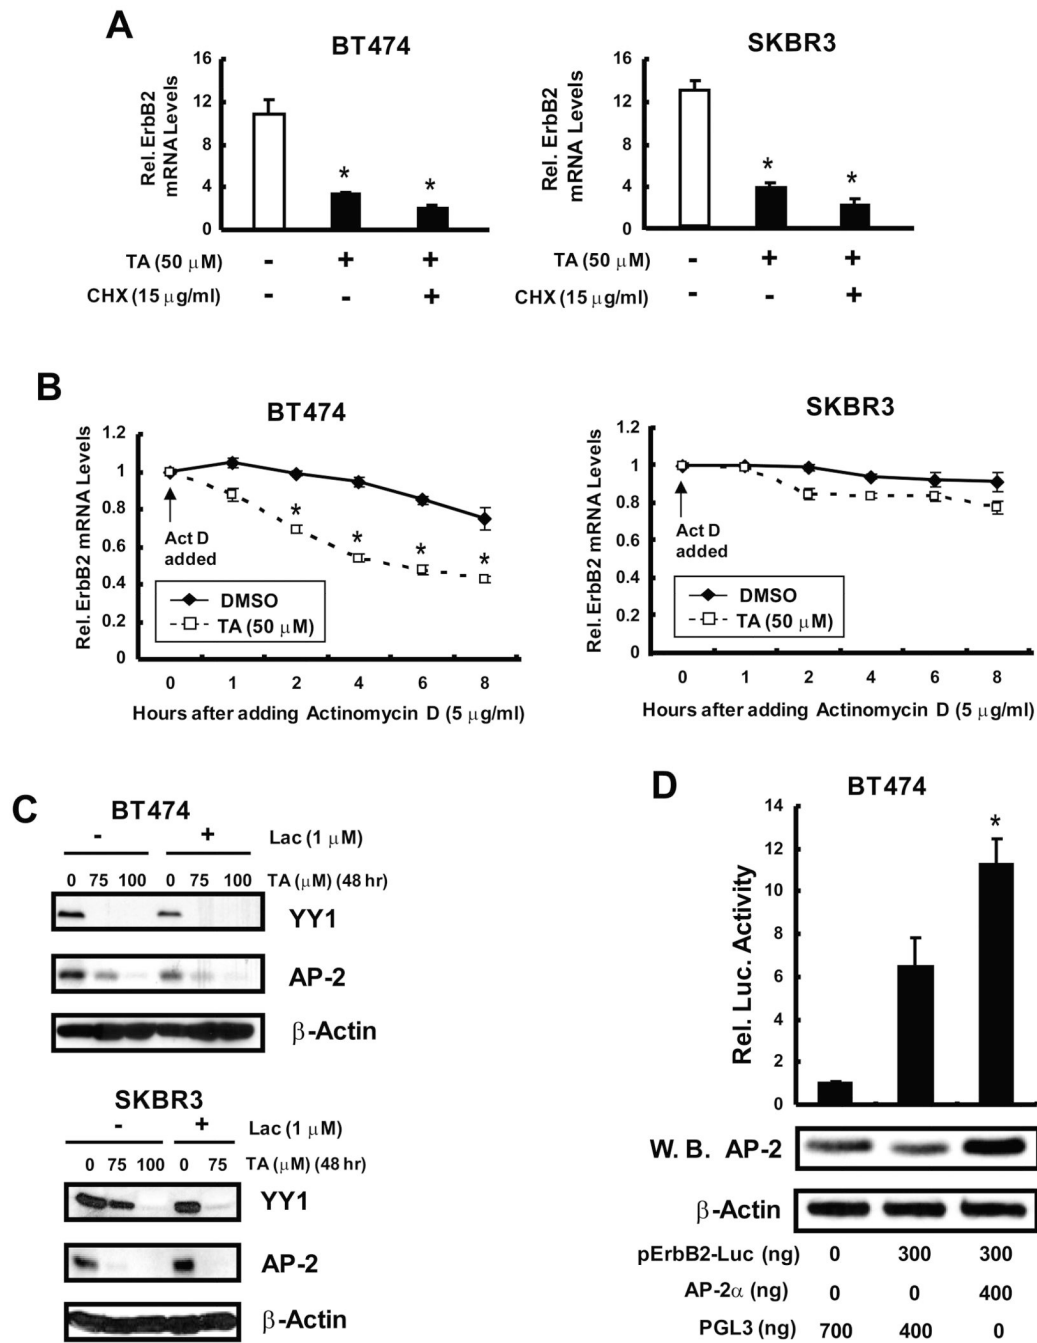 A
BT474
Rel. ErbB2
mRNA Levels
16
12
8
4
0
*
*
TA (50 μM)
- + +
CHX (15 μg/ml)
- - +
SKBR3
Rel. ErbB2
mRNA Levels
16
12
8
4
0
*
*
TA (50 μM)
- + +
CHX (15 μg/ml)
- - +
B
BT474
Rel. ErbB2 mRNA Levels
1.2
1
0.8
0.6
0.4
0.2
0
Act D
added
* * * *
DMSO
TA (50 μM)
0 1 2 4 6 8
Hours after adding Actinomycin D (5 μg/ml)
SKBR3
Rel. ErbB2 mRNA Levels
1.2
1
0.8
0.6
0.4
0.2
0
Act D
added
DMSO
TA (50 μM)
0 1 2 4 6 8
Hours after adding Actinomycin D (5 μg/ml)
C
BT474
- + Lac (1 μM)
0 75 100 0 75 100 TA (μM) (48 hr)
YY1
AP-2
β-Actin
SKBR3
- + Lac (1 μM)
0 75 100 0 75 TA (μM) (48 hr)
YY1
AP-2
β-Actin
D
BT474
Rel. Luc. Activity
14
12
10
8
6
4
2
0
*
W. B. AP-2
β-Actin
pErbB2-Luc (ng) 0 300 300
AP-2α (ng) 0 0 400
PGL3 (ng) 700 400 0